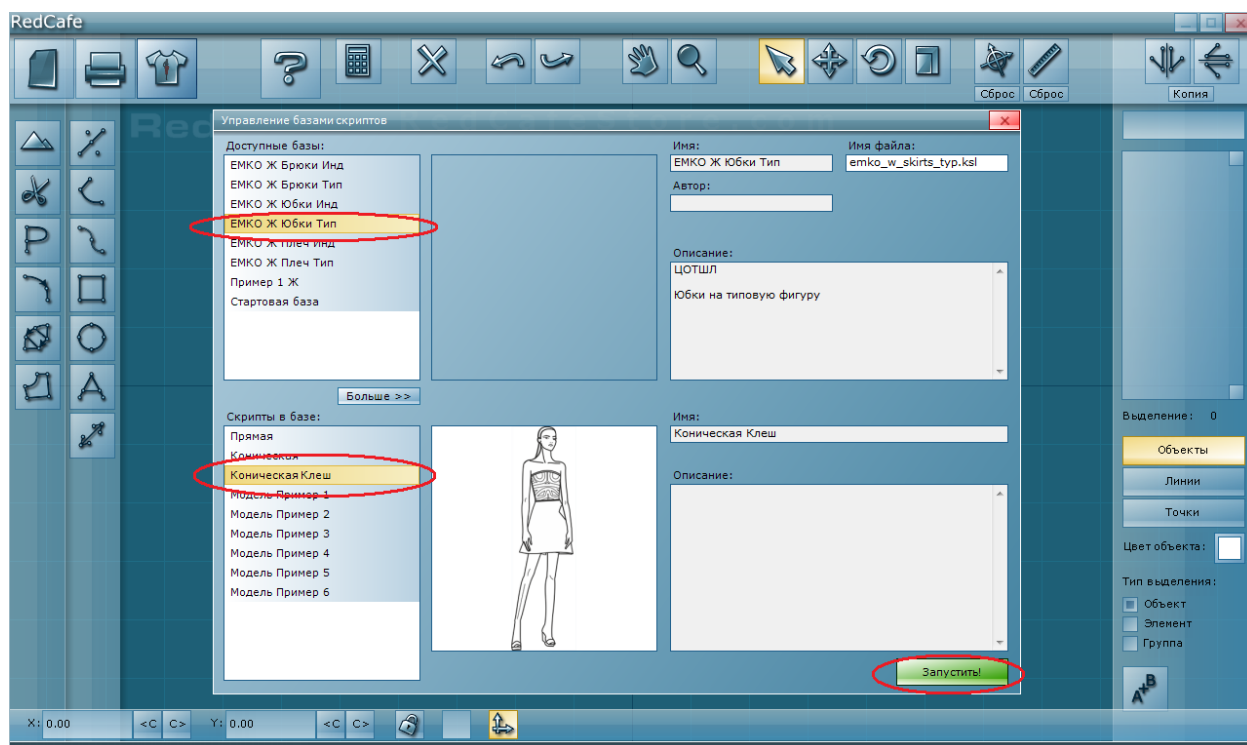 RedCafe
Сброс Сброс
Копия
Red
Управление базами скриптов
Доступные базы:
ЕМКО Ж Брюки Инд
ЕМКО Ж Брюки Тип
ЕМКО Ж Юбки Инд
ЕМКО Ж Юбки Тип
ЕМКО Ж Плеч Инд
ЕМКО Ж Плеч Тип
Пример 1 Ж
Стартовая база
Больше >>
Имя:
ЕМКО Ж Юбки Тип
Имя файла:
emko_w_skirts_typ.ksl
Автор:
Описание:
ЦОТШЛ
Юбки на типовую фигуру
Скрипты в базе:
Прямая
Коническая
Коническая Клеш
Модель Пример 1
Модель Пример 2
Модель Пример 3
Модель Пример 4
Модель Пример 5
Модель Пример 6
Имя:
Коническая Клеш
Описание:
Запустить!
Выделение: 0
Объекты
Линии
Точки
Цвет объекта:
Тип выделения:
Объект
Элемент
Группа
A+B
X: 0.00 <C C> Y: 0.00 <C C>